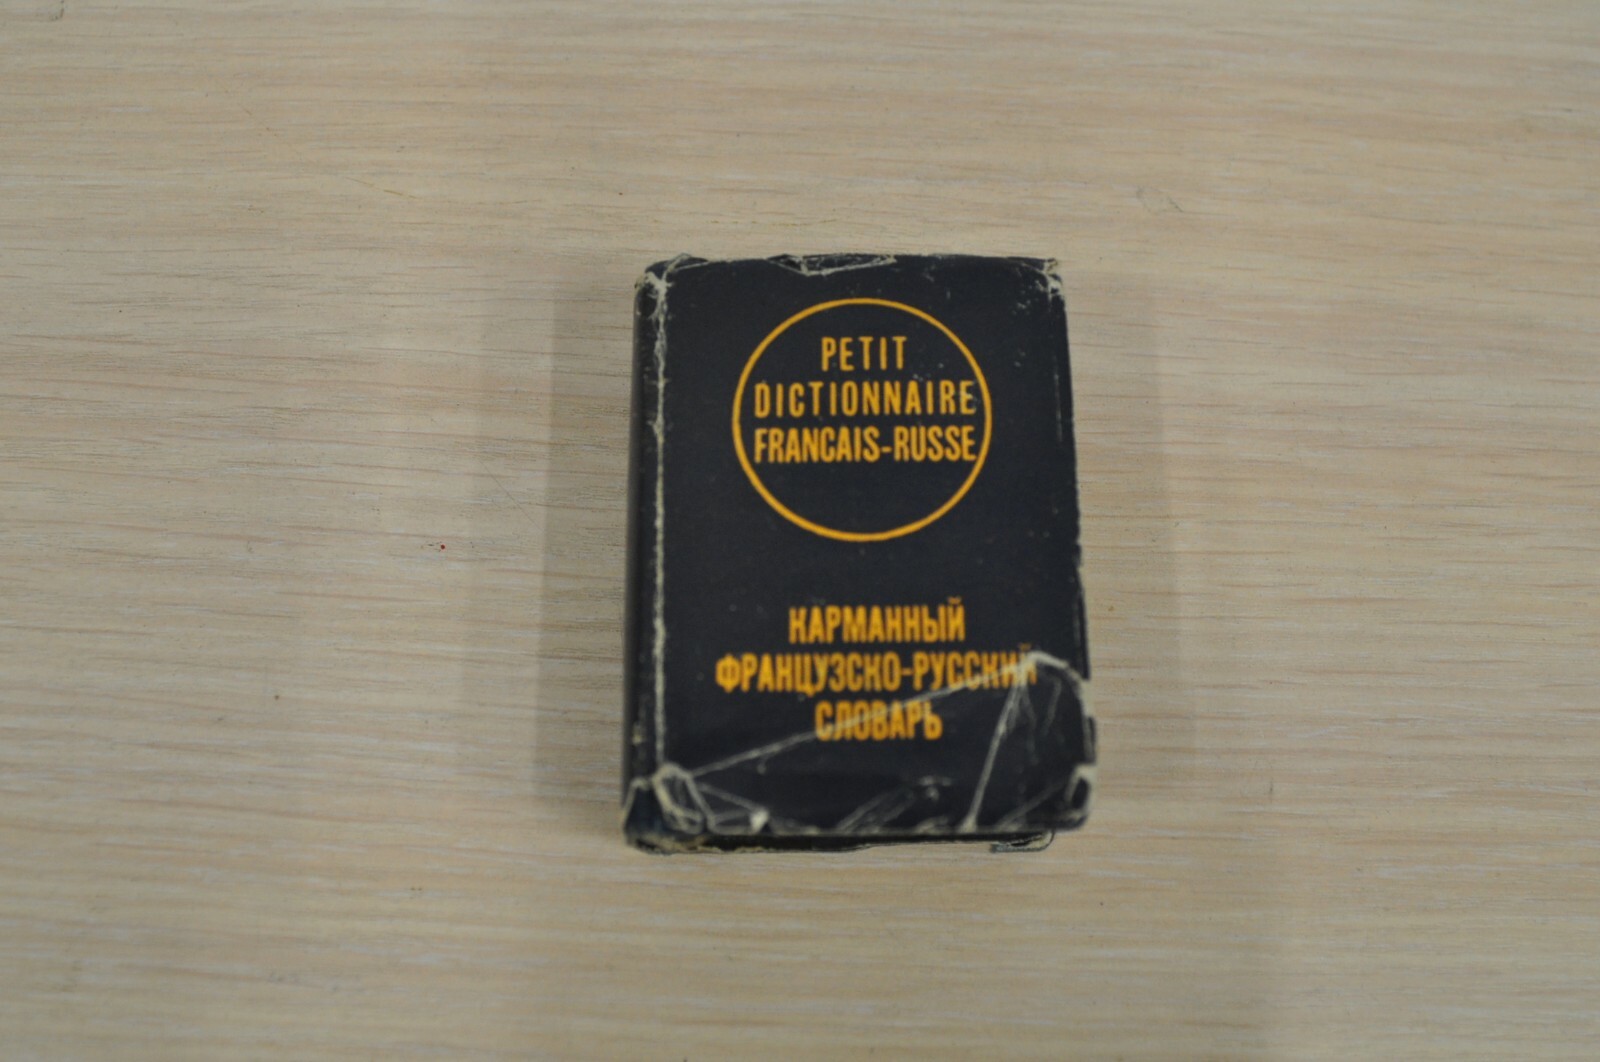 PETIT
DICTIONNAIRE
FRANCAIS-RUSSE
КАРМАННЫЙ
ФРАНЦУЗСКО-РУССКИЙ
СЛОВАРЬ